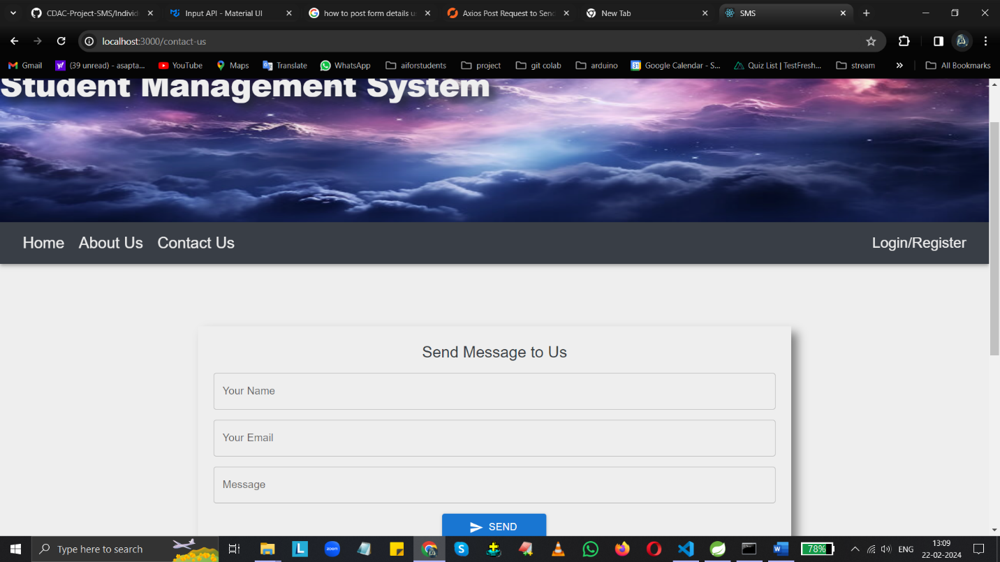 CDAC-Project-SMS/Individ
Input API - Material UI
how to post form details u
Axios Post Request to Send
New Tab
SMS
localhost:3000/contact-us
Gmail
(39 unread) - asapta...
YouTube
Maps
Translate
WhatsApp
aiforstudents
project
git colab
arduino
31
Google Calendar - S...
Quiz List | TestFresh...
stream
»
All Bookmarks
Student Management System
Home
About Us
Contact Us
Login/Register
Send Message to Us
Your Name
Your Email
Message
SEND
Type here to search
L
zoom
S
W
78%
ENG
13:09
22-02-2024